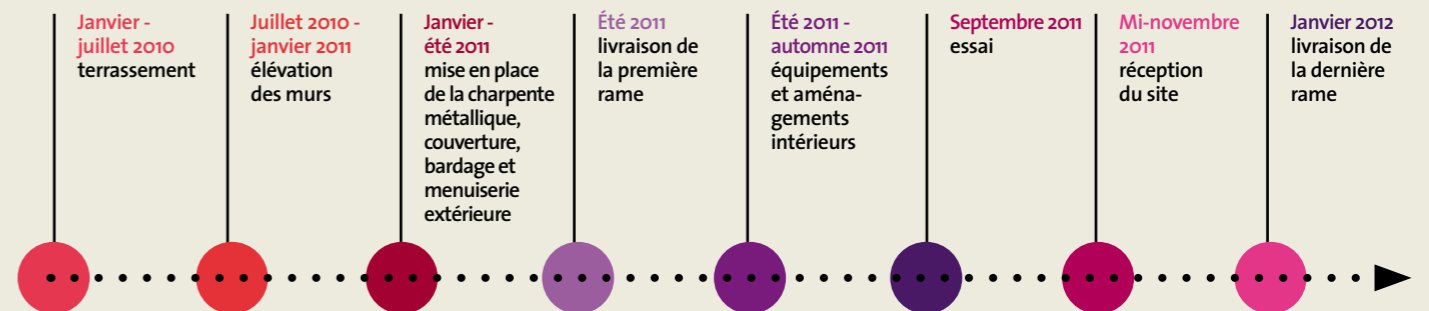 Janvier -
juillet 2010
terrassement
Juillet 2010 -
janvier 2011
élévation
des murs
Janvier -
été 2011
mise en place
de la charpente
métallique,
couverture,
bardage et
menuiserie
extérieure
Été 2011
livraison de
la première
rame
Été 2011 -
automne 2011
équipements
et aména-
gements
intérieurs
Septembre 2011
essai
Mi-novembre
2011
réception
du site
Janvier 2012
livraison de
la dernière
rame